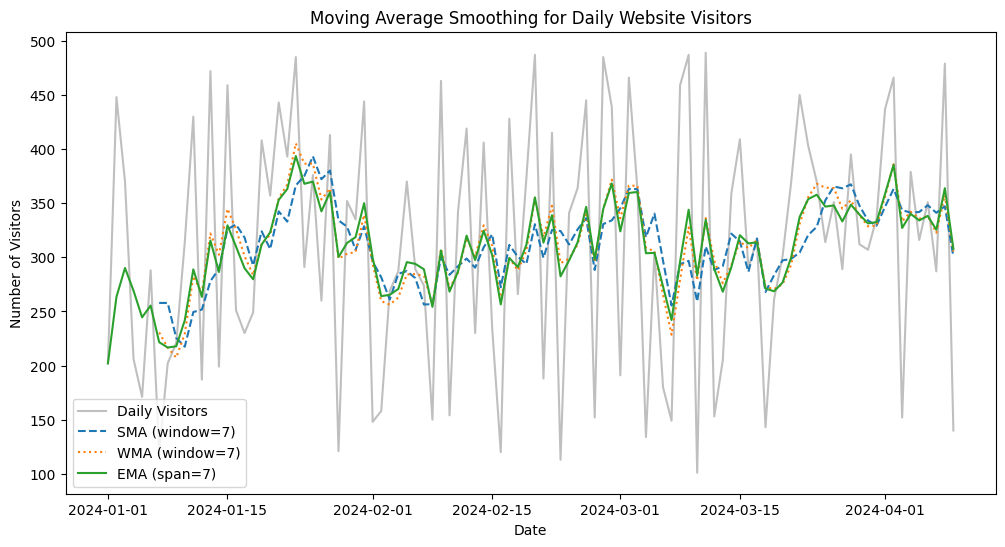 Moving Average Smoothing for Daily Website Visitors
Number of Visitors
500
450
400
350
300
250
200
150
100
Daily Visitors
SMA (window=7)
WMA (window=7)
EMA (span=7)
2024-01-01
2024-01-15
2024-02-01
2024-02-15
2024-03-01
2024-03-15
2024-04-01
Date